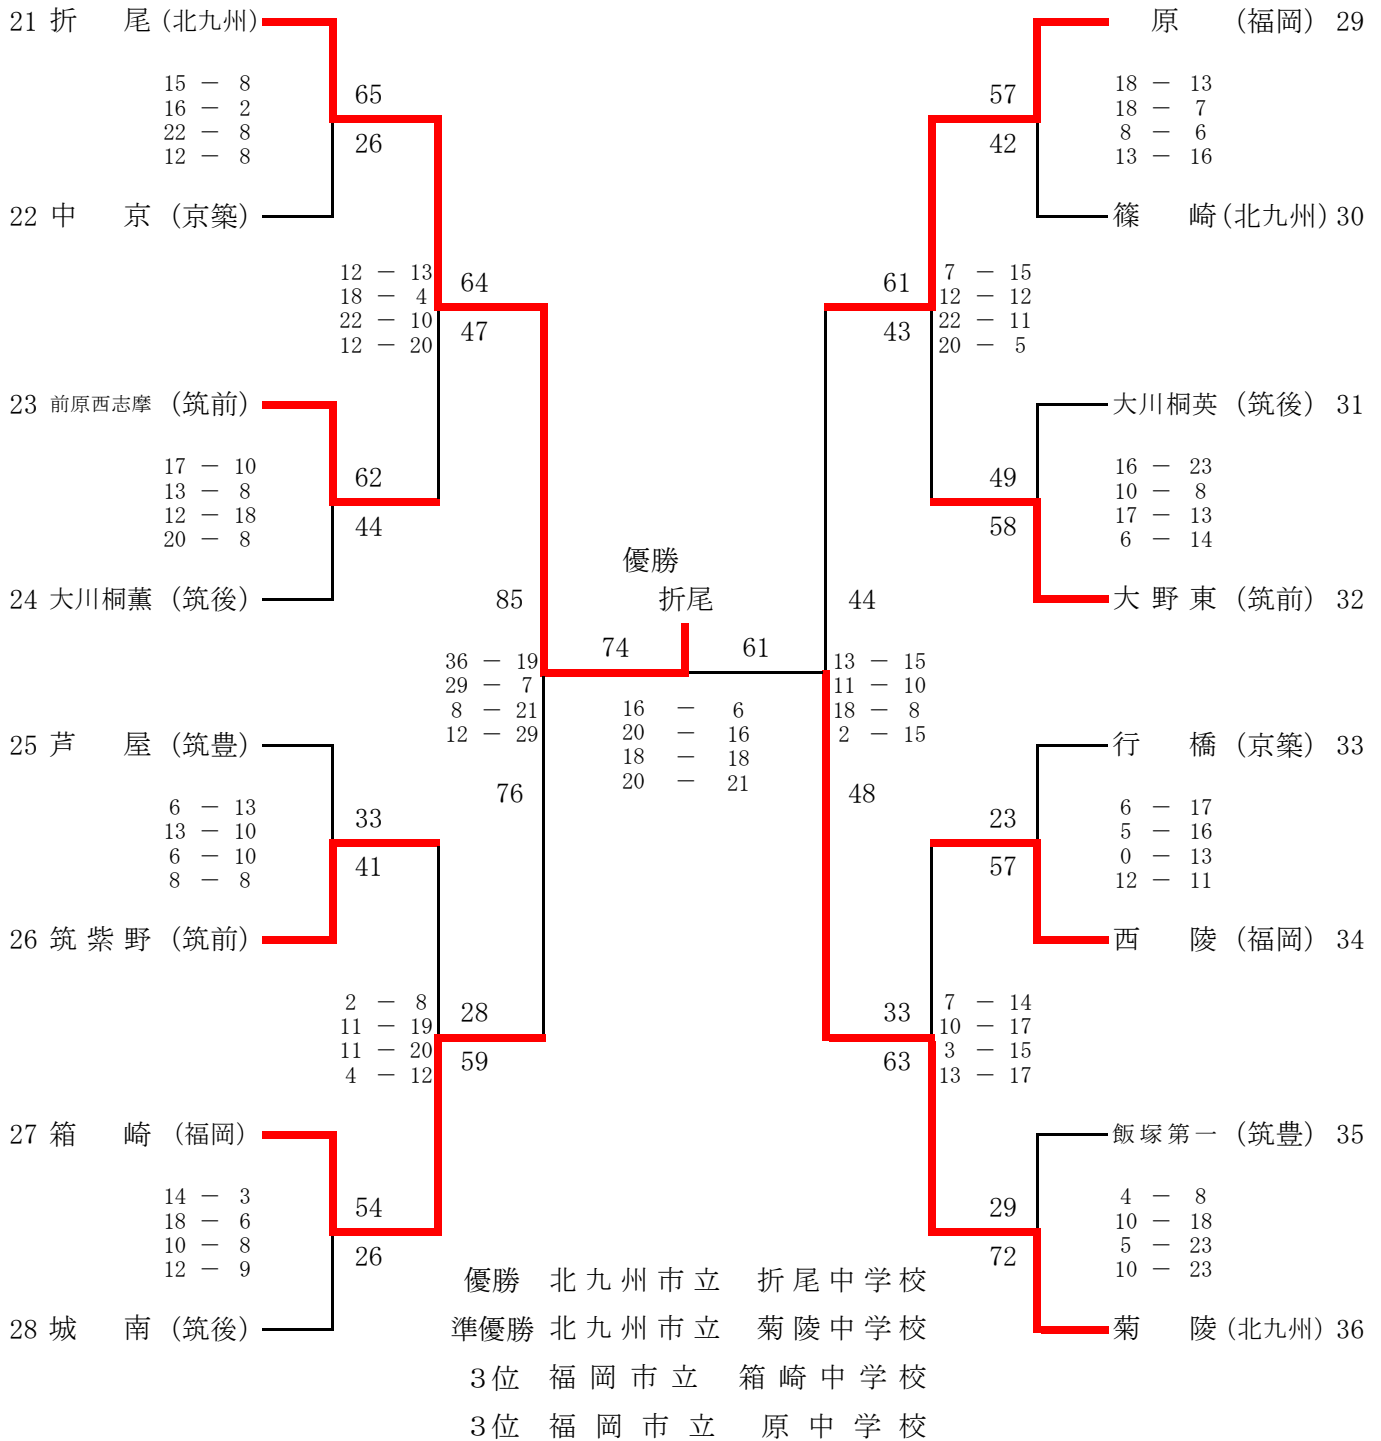 21 折 尾 (北九州)
15 － 8
16 － 2
22 － 8
12 － 8
65
26
22 中 京 (京築)
12 － 13
18 － 4
22 － 10
12 － 20
64
47
23 前原西志摩 (筑前)
17 － 10
13 － 8
12 － 18
20 － 8
62
44
24 大川桐薫 (筑後)
85
36 － 19
29 － 7
8 － 21
12 － 29
76
25 芦 屋 (筑豊)
6 － 13
13 － 10
6 － 10
8 － 8
33
41
26 筑紫野 (筑前)
2 － 8
11 － 19
11 － 20
4 － 12
28
59
27 箱 崎 (福岡)
14 － 3
18 － 6
10 － 8
12 － 9
54
26
28 城 南 (筑後)
優勝
折尾
74 61
16 － 6
20 － 16
18 － 18
20 － 21
原 (福岡) 29
57
42
18 － 13
18 － 7
8 － 6
13 － 16
篠 崎 (北九州) 30
61
43
7 － 15
12 － 12
22 － 11
20 － 5
大川桐英 (筑後) 31
49
58
16 － 23
10 － 8
17 － 13
6 － 14
大野東 (筑前) 32
44
13 － 15
11 － 10
18 － 8
2 － 15
48
行 橋 (京築) 33
23
57
6 － 17
5 － 16
0 － 13
12 － 11
西 陵 (福岡) 34
33
63
7 － 14
10 － 17
3 － 15
13 － 17
飯塚第一 (筑豊) 35
29
72
4 － 8
10 － 18
5 － 23
10 － 23
菊 陵 (北九州) 36
優勝 北九州市立 折尾中学校
準優勝 北九州市立 菊陵中学校
3位 福岡市立 箱崎中学校
3位 福岡市立 原中学校